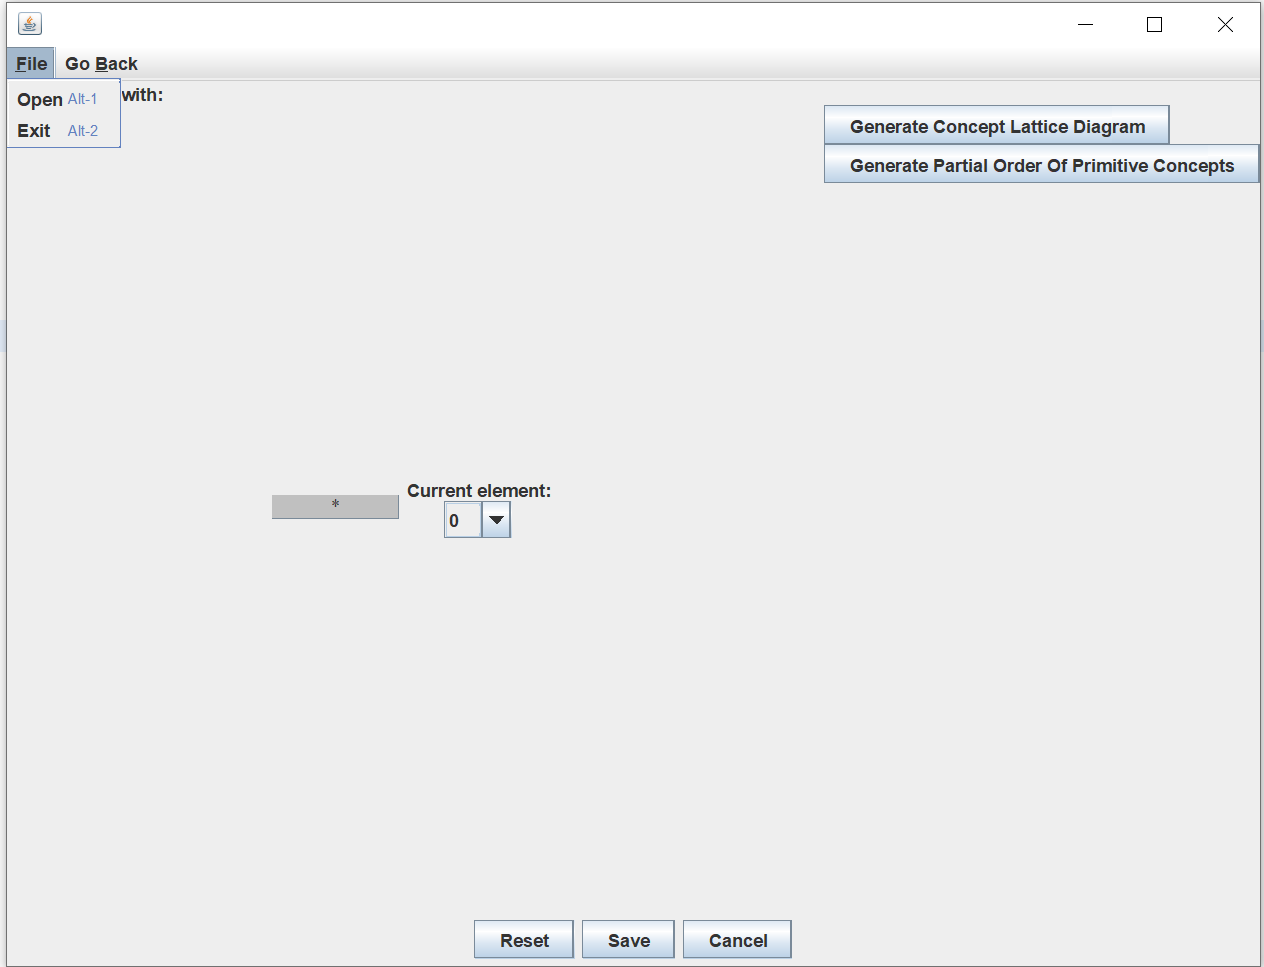 File Go Back
Open Alt-1
with:
Exit Alt-2
Generate Concept Lattice Diagram
Generate Partial Order Of Primitive Concepts
Current element:
*
0
Reset Save Cancel